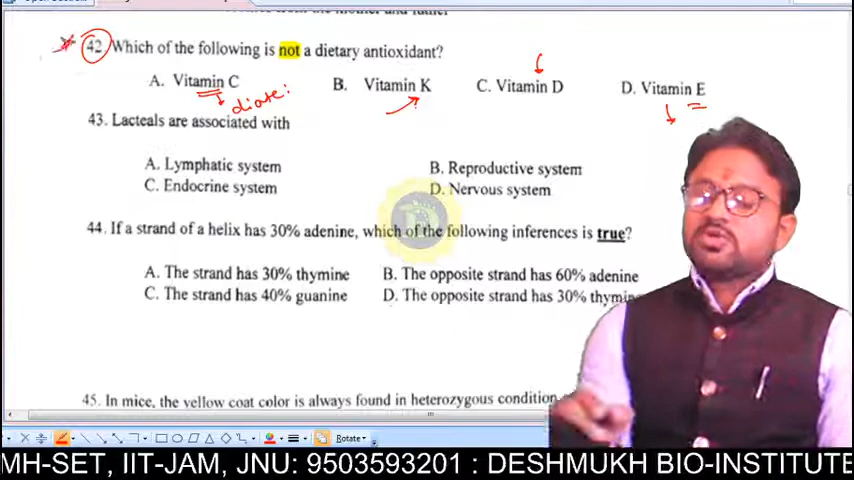 42. Which of the following is not a dietary antioxidant?
A. Vitamin C B. Vitamin K C. Vitamin D D. Vitamin E
diate:
43. Lacteals are associated with
A. Lymphatic system B. Reproductive system
C. Endocrine system D. Nervous system
44. If a strand of a helix has 30% adenine, which of the following inferences is true?
A. The strand has 30% thymine B. The opposite strand has 60% adenine
C. The strand has 40% guanine D. The opposite strand has 30% thymine
45. In mice, the yellow coat color is always found in heterozygous condition
Rotate
MH-SET, IIT-JAM, JNU: 9503593201 : DESHMUKH BIO-INSTITUTE